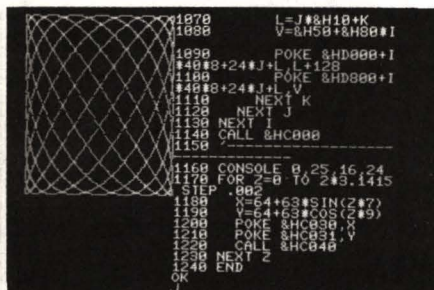 1070 L=J*&H10+K
1080 V=&H50+&H80*I
1090 POKE &HD000+I
*40*8+24*J+L,L+128
1100 POKE &HD800+I
*40*8+24*J+L,V
1110 NEXT K
1120 NEXT J
1130 NEXT I
1140 CALL &HC000
1150 '---------------
---------------
1160 CONSOLE 0,25,16,24
1170 FOR Z=0 TO 2*3.1415
STEP .002
1180 X=64+63*SIN(Z*7)
1190 Y=64+63*COS(Z*9)
1200 POKE &HC030,X
1210 POKE &HC031,Y
1220 CALL &HC040
1230 NEXT Z
1240 END
OK